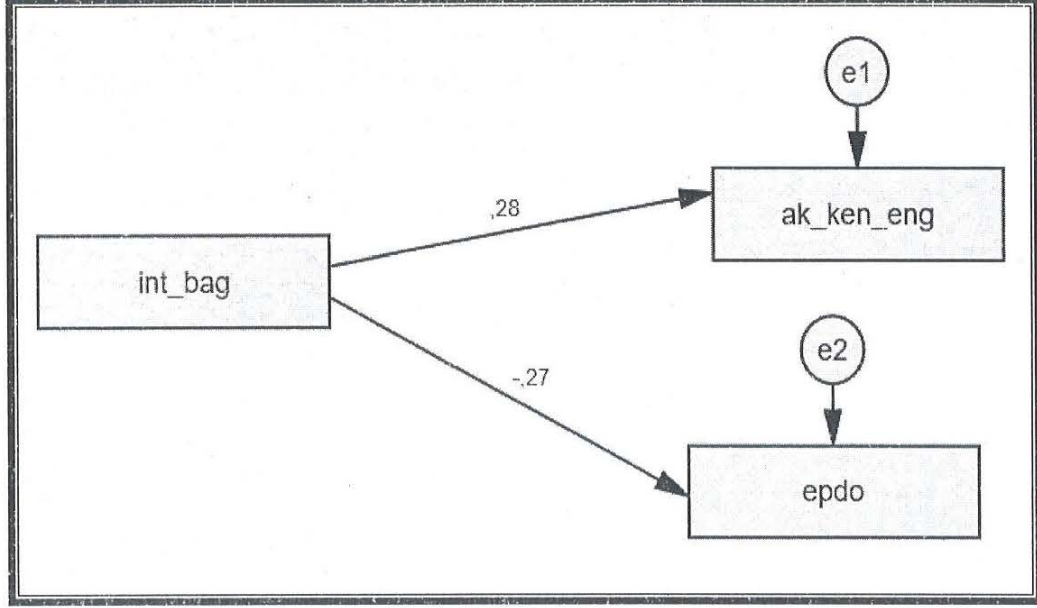 e1
,28
ak_ken_eng
int_bag
e2
-,27
epdo